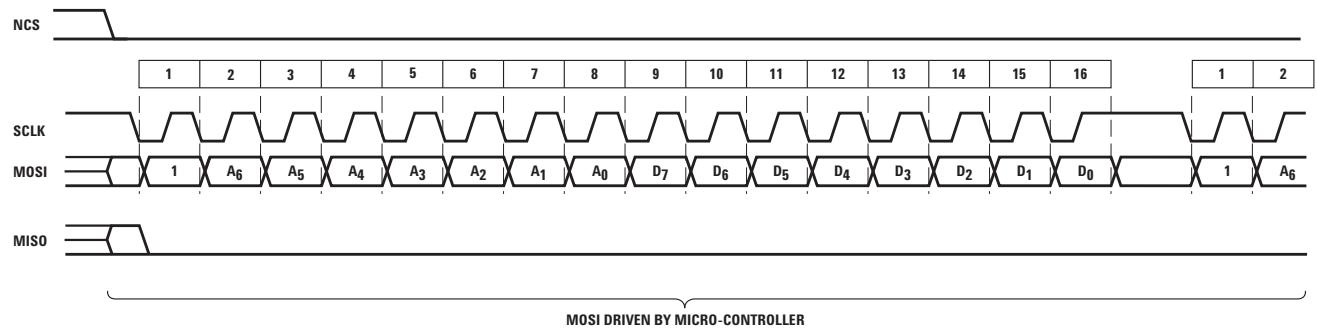 NCS
1 2 3 4 5 6 7 8 9 10 11 12 13 14 15 16 1 2
SCLK
MOSI 1 A6 A5 A4 A3 A2 A1 A0 D7 D6 D5 D4 D3 D2 D1 D0 1 A6
MISO
MOSI DRIVEN BY MICRO-CONTROLLER